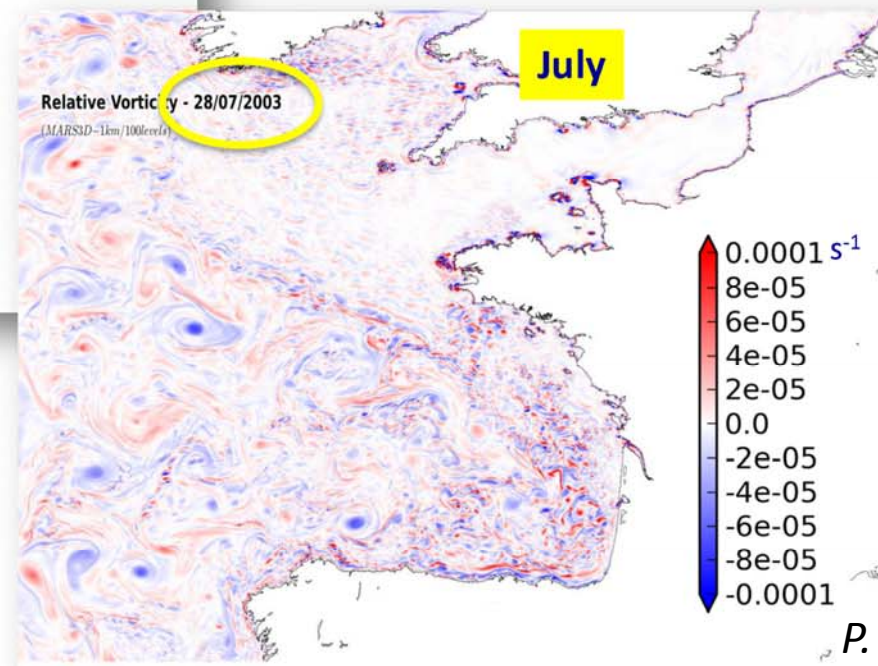 July
Relative Vorticity - 28/07/2003
(MARS3D-1km/100levels)
0.0001 s-1
8e-05
6e-05
4e-05
2e-05
0.0
-2e-05
-4e-05
-6e-05
-8e-05
-0.0001
P.